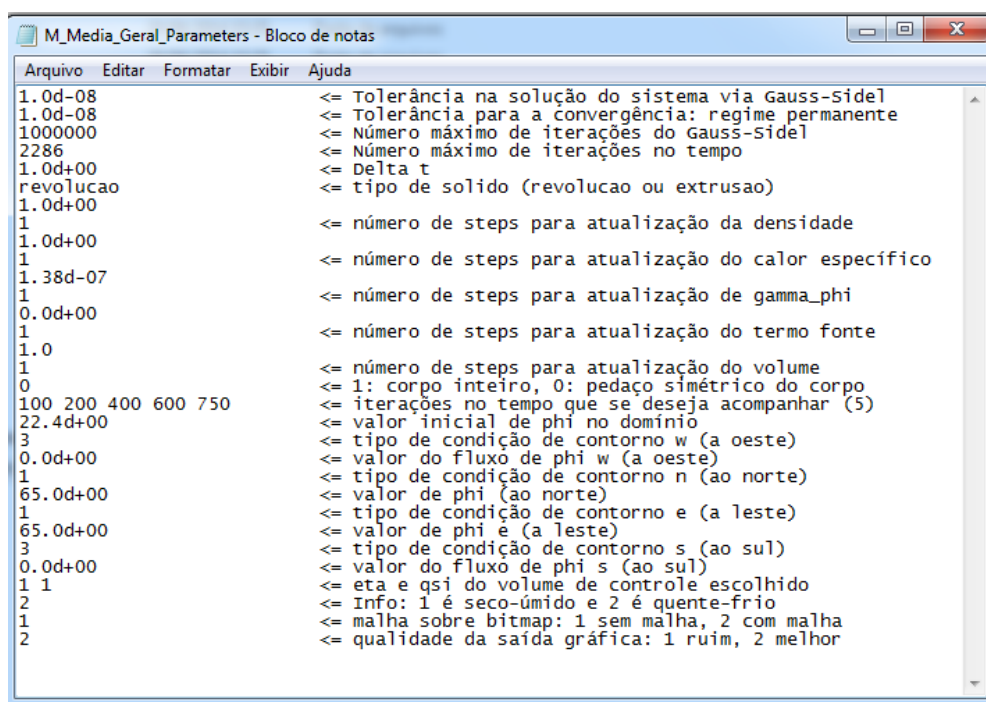 M_Media_Geral_Parameters - Bloco de notas
Arquivo Editar Formatar Exibir Ajuda
1.0d-08 <= Tolerância na solução do sistema via Gauss-Sidel
1.0d-08 <= Tolerância para a convergência: regime permanente
1000000 <= Número máximo de iterações do Gauss-Sidel
2286 <= Número máximo de iterações no tempo
1.0d+00 <= Delta t
revolucao <= tipo de solido (revolucao ou extrusao)
1.0d+00
1 <= número de steps para atualização da densidade
1.0d+00
1 <= número de steps para atualização do calor específico
1.38d-07
1 <= número de steps para atualização de gamma_phi
0.0d+00
1 <= número de steps para atualização do termo fonte
1.0
1 <= número de steps para atualização do volume
0 <= 1: corpo inteiro, 0: pedaço simétrico do corpo
100 200 400 600 750 <= iterações no tempo que se deseja acompanhar (5)
22.4d+00 <= valor inicial de phi no domínio
3 <= tipo de condição de contorno w (a oeste)
0.0d+00 <= valor do fluxo de phi w (a oeste)
1 <= tipo de condição de contorno n (ao norte)
65.0d+00 <= valor de phi (ao norte)
1 <= tipo de condição de contorno e (a leste)
65.0d+00 <= valor de phi e (a leste)
3 <= tipo de condição de contorno s (ao sul)
0.0d+00 <= valor do fluxo de phi s (ao sul)
1 1 <= eta e qsi do volume de controle escolhido
2 <= Info: 1 é seco-úmido e 2 é quente-frio
1 <= malha sobre bitmap: 1 sem malha, 2 com malha
2 <= qualidade da saída gráfica: 1 ruim, 2 melhor